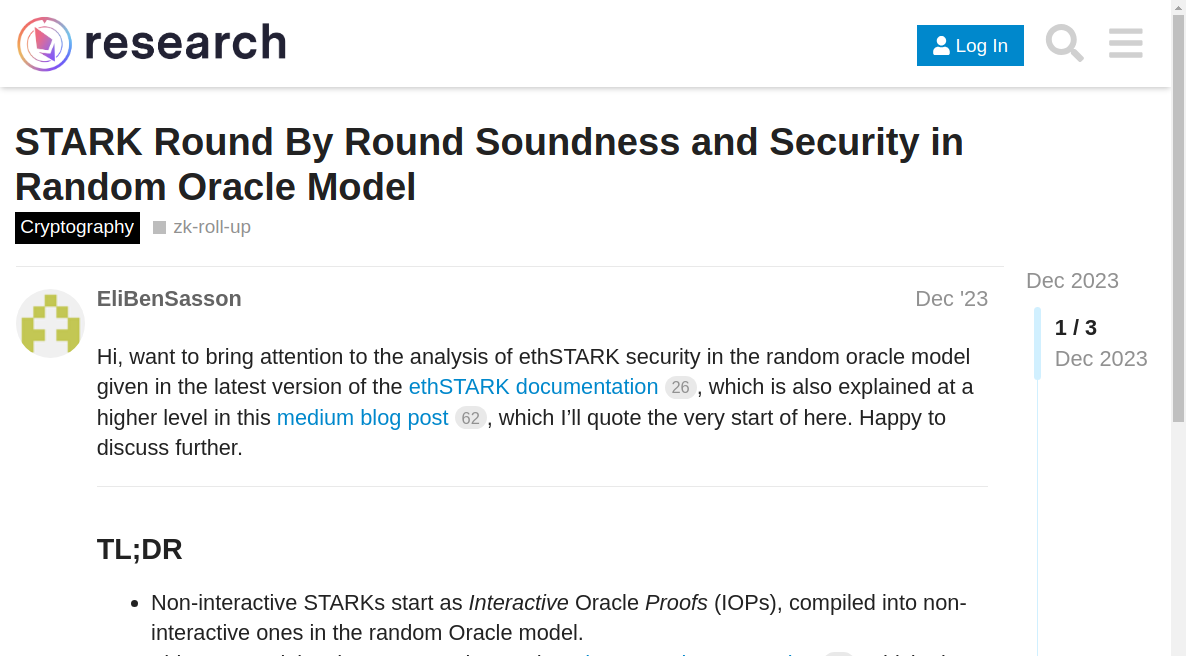 research
Log In
STARK Round By Round Soundness and Security in
Random Oracle Model
Cryptography
zk-roll-up
Dec 2023
EliBenSasson
Dec '23
1 / 3
Dec 2023
Hi, want to bring attention to the analysis of ethSTARK security in the random oracle model
given in the latest version of the ethSTARK documentation 26, which is also explained at a
higher level in this medium blog post 62, which I’ll quote the very start of here. Happy to
discuss further.
TL;DR
• Non-interactive STARKs start as Interactive Oracle Proofs (IOPs), compiled into non-
interactive ones in the random Oracle model.